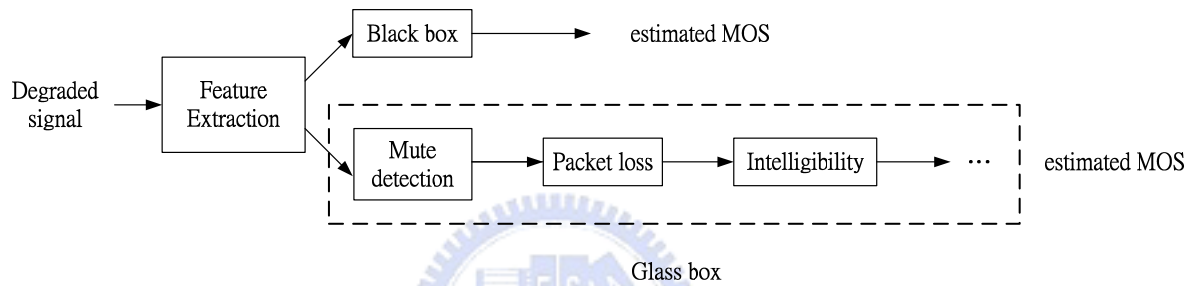 Black box
estimated MOS
Degraded
signal
Feature
Extraction
Mute
detection
Packet loss
Intelligibility
...
estimated MOS
Glass box